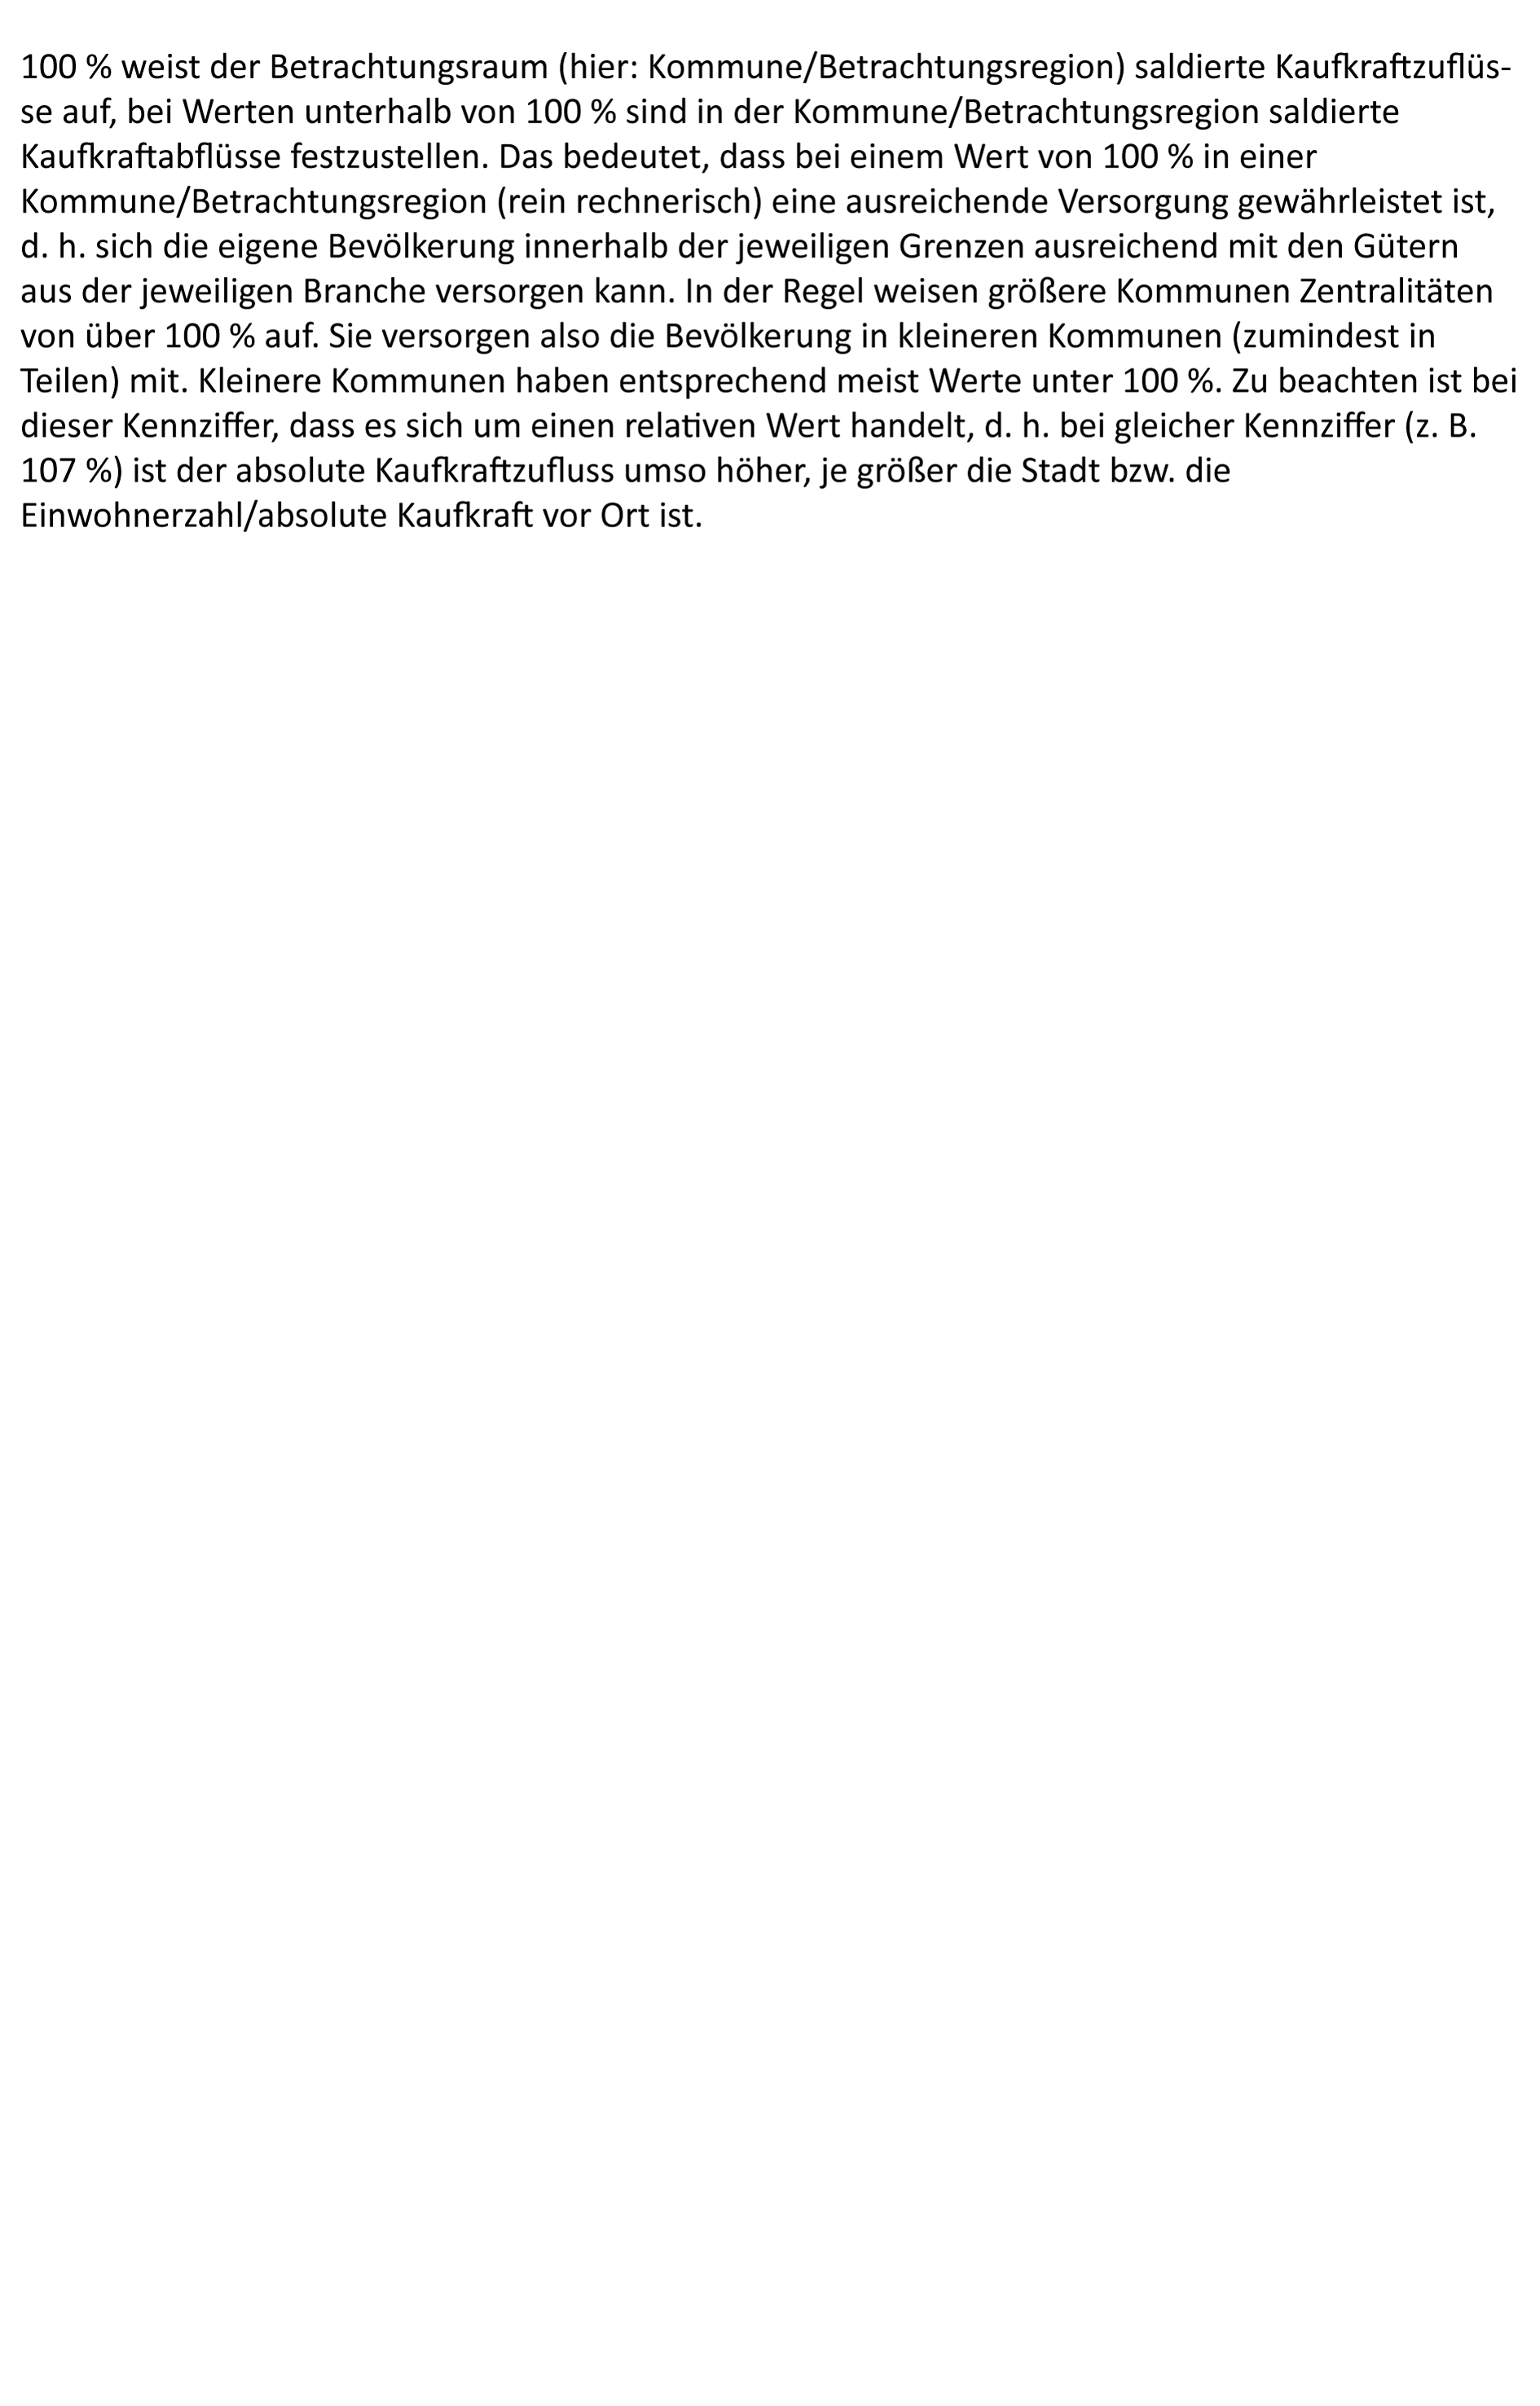 100 % weist der Betrachtungsraum (hier: Kommune/Betrachtungsregion) saldierte Kaufkraftzuflüs-
se auf, bei Werten unterhalb von 100 % sind in der Kommune/Betrachtungsregion saldierte
Kaufkraftabflüsse festzustellen. Das bedeutet, dass bei einem Wert von 100 % in einer
Kommune/Betrachtungsregion (rein rechnerisch) eine ausreichende Versorgung gewährleistet ist,
d. h. sich die eigene Bevölkerung innerhalb der jeweiligen Grenzen ausreichend mit den Gütern
aus der jeweiligen Branche versorgen kann. In der Regel weisen größere Kommunen Zentralitäten
von über 100 % auf. Sie versorgen also die Bevölkerung in kleineren Kommunen (zumindest in
Teilen) mit. Kleinere Kommunen haben entsprechend meist Werte unter 100 %. Zu beachten ist bei
dieser Kennziffer, dass es sich um einen relativen Wert handelt, d. h. bei gleicher Kennziffer (z. B.
107 %) ist der absolute Kaufkraftzufluss umso höher, je größer die Stadt bzw. die
Einwohnerzahl/absolute Kaufkraft vor Ort ist.